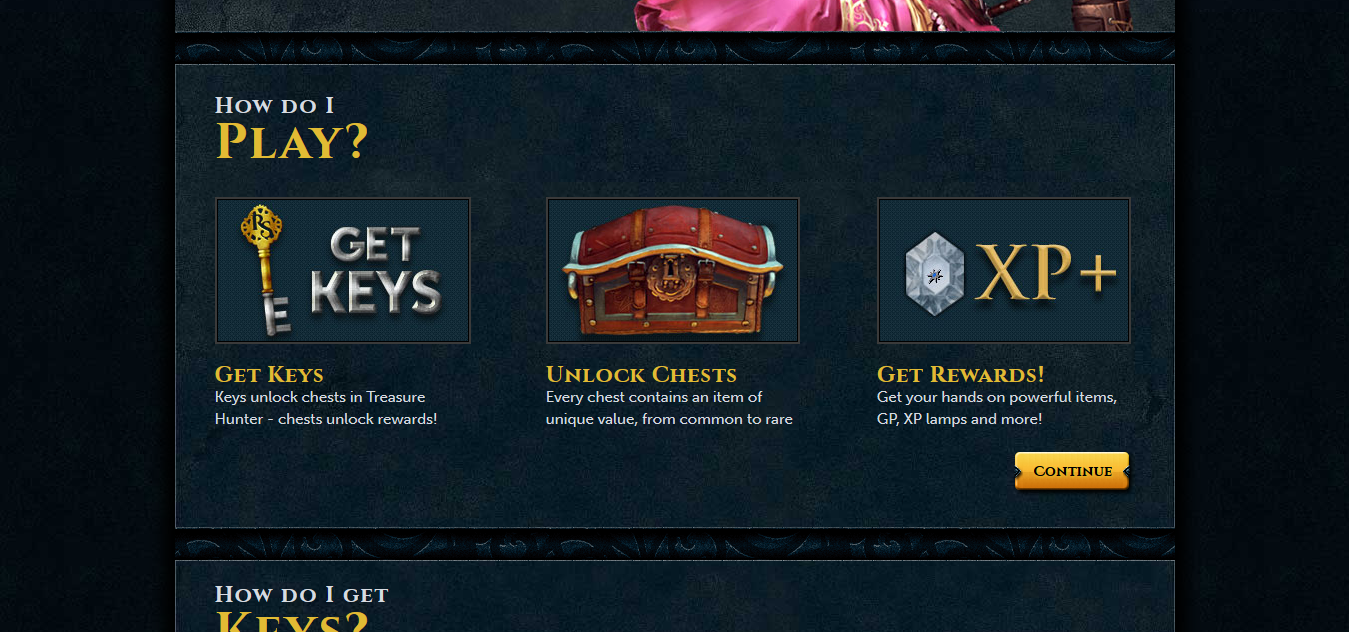 How do I
Play?
RS
GET
KEYS
XP+
Get Keys
Keys unlock chests in Treasure
Hunter - chests unlock rewards!
Unlock Chests
Every chest contains an item of
unique value, from common to rare
Get Rewards!
Get your hands on powerful items,
GP, XP lamps and more!
Continue
How do I get
Keys?